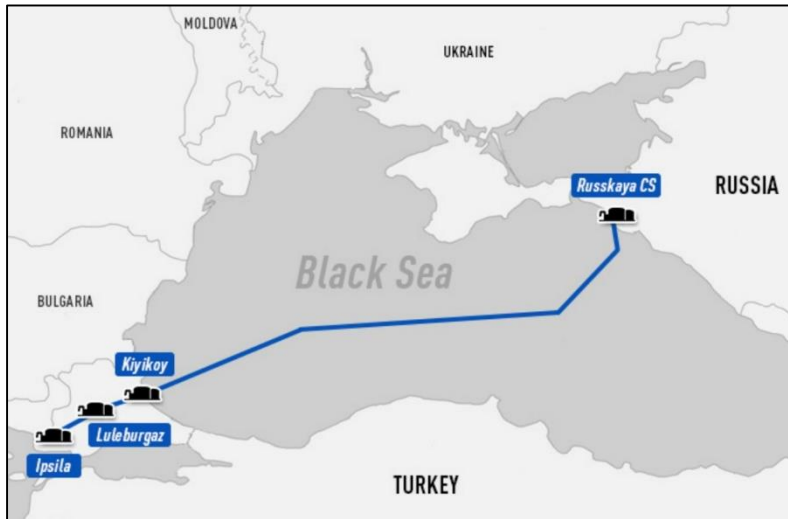 MOLDOVA
UKRAINE
ROMANIA
Russkaya CS
RUSSIA
Black Sea
BULGARIA
Kiyikoy
Luleburgaz
Ipsila
TURKEY